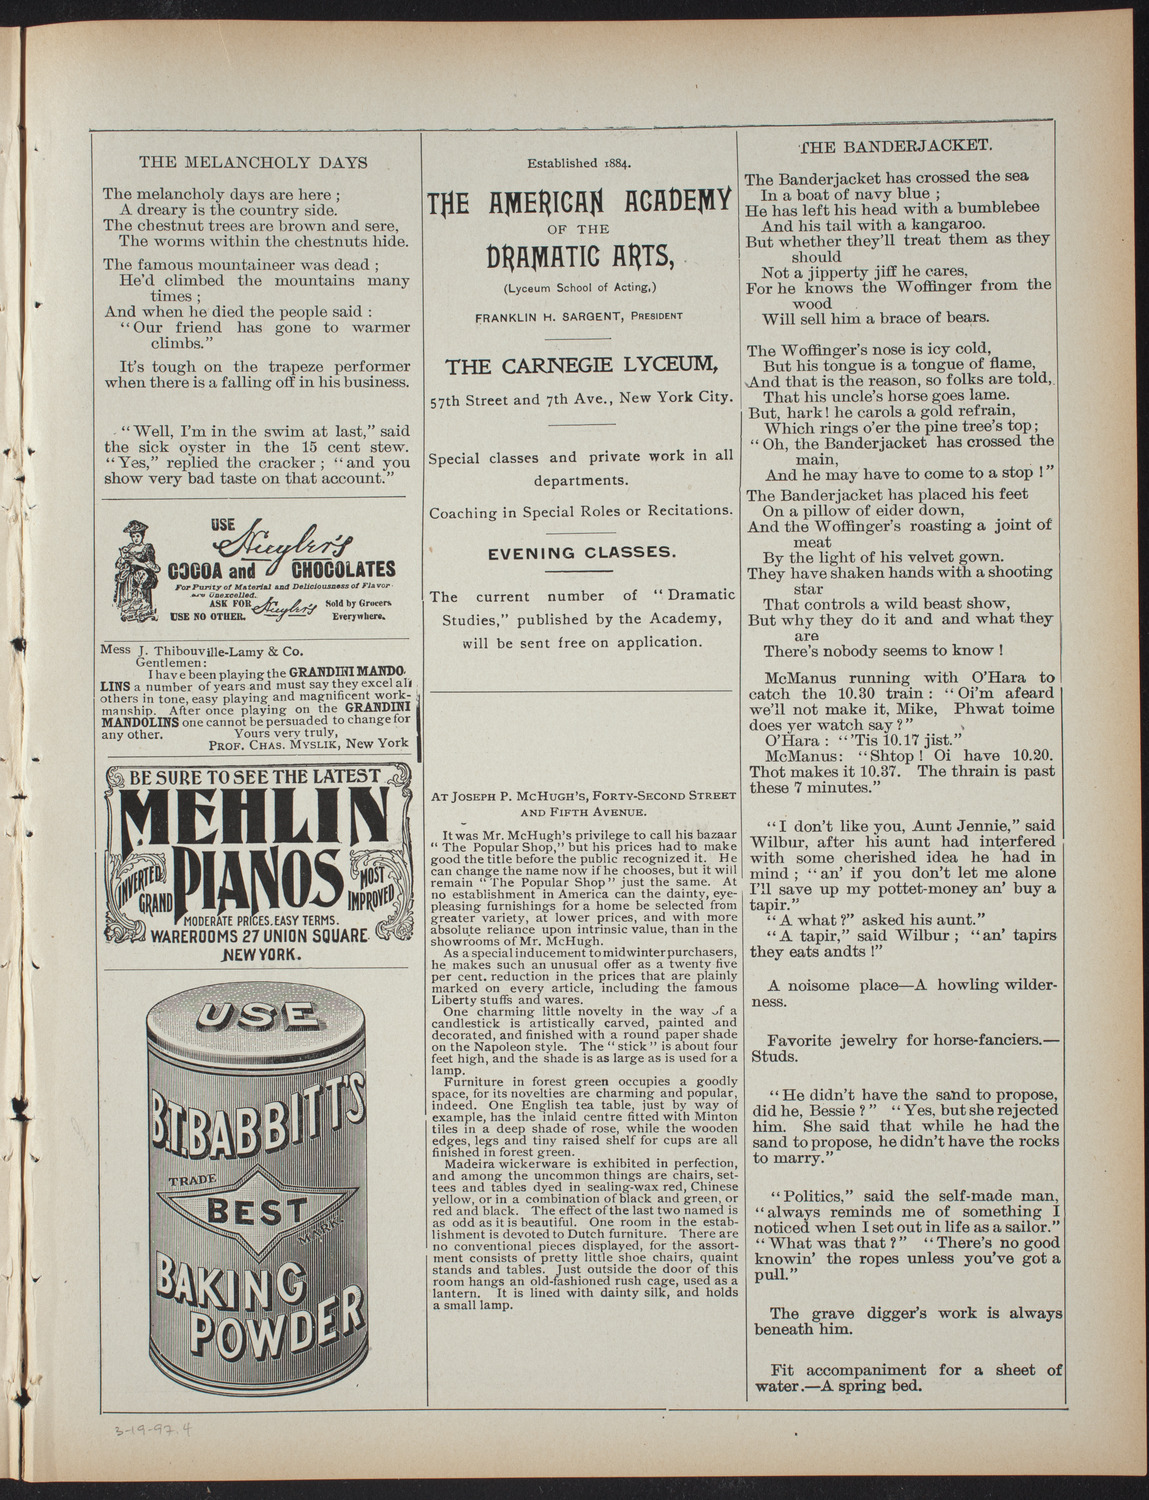 THE MELANCHOLY DAYS
The melancholy days are here ;
A dreary is the country side.
The chestnut trees are brown and sere,
The worms within the chestnuts hide.
The famous mountaineer was dead ;
He'd climbed the mountains many
times ;
And when he died the people said :
"Our friend has gone to warmer
climbs."
It's tough on the trapeze performer
when there is a falling off in his business.
"Well, I'm in the swim at last," said
the sick oyster in the 15 cent stew.
"Yes," replied the cracker ; "and you
show very bad taste on that account."
USE Huyler's
COCOA and CHOCOLATES
For Purity of Material and Deliciousness of Flavor
are Unexcelled.
ASK FOR Huyler's Sold by Grocers
USE NO OTHER. Everywhere.
Mess J. Thibouville-Lamy & Co.
Gentlemen:
I have been playing the GRANDINI MANDO-
LINS a number of years and must say they excel all
others in tone, easy playing and magnificent work-
manship. After once playing on the GRANDINI
MANDOLINS one cannot be persuaded to change for
any other. Yours very truly,
PROF. CHAS. MYSLIK, New York
BE SURE TO SEE THE LATEST
MEHLIN
PIANOS
INVERTED GRAND
MOST IMPROVED
MODERATE PRICES. EASY TERMS.
WAREROOMS 27 UNION SQUARE
NEW YORK.
USE
B.T. BABBITT'S
TRADE
BEST
MARK.
BAKING
POWDER
Established 1884.
THE AMERICAN ACADEMY
OF THE
DRAMATIC ARTS,
(Lyceum School of Acting,)
FRANKLIN H. SARGENT, PRESIDENT
THE CARNEGIE LYCEUM,
57th Street and 7th Ave., New York City.
Special classes and private work in all
departments.
Coaching in Special Roles or Recitations.
EVENING CLASSES.
The current number of "Dramatic
Studies," published by the Academy,
will be sent free on application.
AT JOSEPH P. MCHUGH'S, FORTY-SECOND STREET
AND FIFTH AVENUE.
It was Mr. McHugh's privilege to call his bazaar
"The Popular Shop," but his prices had to make
good the title before the public recognized it. He
can change the name now if he chooses, but it will
remain "The Popular Shop" just the same. At
no establishment in America can the dainty, eye-
pleasing furnishings for a home be selected from
greater variety, at lower prices, and with more
absolute reliance upon intrinsic value, than in the
showrooms of Mr. McHugh.
As a special inducement to midwinter purchasers,
he makes such an unusual offer as a twenty five
per cent. reduction in the prices that are plainly
marked on every article, including the famous
Liberty stuffs and wares.
One charming little novelty in the way of a
candlestick is artistically carved, painted and
decorated, and finished with a round paper shade
on the Napoleon style. The "stick" is about four
feet high, and the shade is as large as is used for a
lamp.
Furniture in forest green occupies a goodly
space, for its novelties are charming and popular,
indeed. One English tea table, just by way of
example, has the inlaid centre fitted with Minton
tiles in a deep shade of rose, while the wooden
edges, legs and tiny raised shelf for cups are all
finished in forest green.
Madeira wickerware is exhibited in perfection,
and among the uncommon things are chairs, set-
tees and tables dyed in sealing-wax red, Chinese
yellow, or in a combination of black and green, or
red and black. The effect of the last two named is
as odd as it is beautiful. One room in the estab-
lishment is devoted to Dutch furniture. There are
no conventional pieces displayed, for the assort-
ment consists of pretty little shoe chairs, quaint
stands and tables. Just outside the door of this
room hangs an old-fashioned rush cage, used as a
lantern. It is lined with dainty silk, and holds
a small lamp.
THE BANDERJACKET.
The Banderjacket has crossed the sea
In a boat of navy blue ;
He has left his head with a bumblebee
And his tail with a kangaroo.
But whether they'll treat them as they
should
Not a jipperty jiff he cares,
For he knows the Woffinger from the
wood
Will sell him a brace of bears.
The Woffinger's nose is icy cold,
But his tongue is a tongue of flame,
And that is the reason, so folks are told,
That his uncle's horse goes lame.
But, hark! he carols a gold refrain,
Which rings o'er the pine tree's top ;
"Oh, the Banderjacket has crossed the
main,
And he may have to come to a stop !"
The Banderjacket has placed his feet
On a pillow of eider down,
And the Woffinger's roasting a joint of
meat
By the light of his velvet gown.
They have shaken hands with a shooting
star
That controls a wild beast show,
But why they do it and and what they
are
There's nobody seems to know !
McManus running with O'Hara to
catch the 10.30 train : "Oi'm afeard
we'll not make it, Mike, Phwat toime
does yer watch say?"
O'Hara : "'Tis 10.17 jist."
McManus: "Shtop ! Oi have 10.20.
Thot makes it 10.37. The thrain is past
these 7 minutes."
"I don't like you, Aunt Jennie," said
Wilbur, after his aunt had interfered
with some cherished idea he had in
mind ; "an' if you don't let me alone
I'll save up my pottet-money an' buy a
tapir."
"A what ?" asked his aunt."
"A tapir," said Wilbur ; "an' tapirs
they eats andts !"
A noisome place—A howling wilder-
ness.
Favorite jewelry for horse-fanciers.—
Studs.
"He didn't have the sand to propose,
did he, Bessie?" "Yes, but she rejected
him. She said that while he had the
sand to propose, he didn't have the rocks
to marry."
"Politics," said the self-made man,
"always reminds me of something I
noticed when I set out in life as a sailor."
"What was that?" "There's no good
knowin' the ropes unless you've got a
pull."
The grave digger's work is always
beneath him.
Fit accompaniment for a sheet of
water.—A spring bed.
3-19-97.4